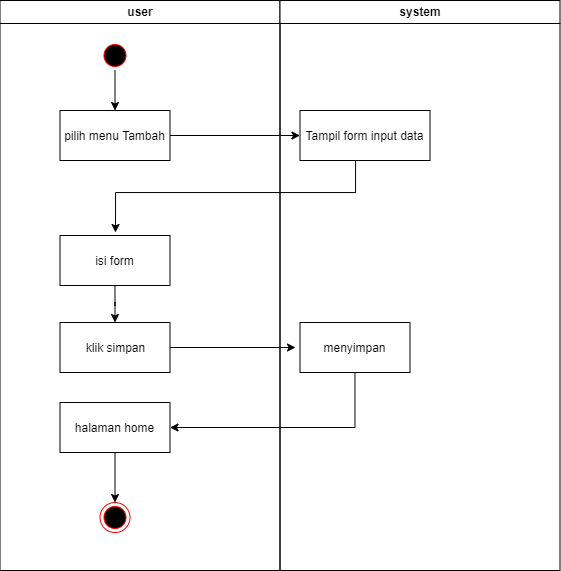 user
system
pilih menu Tambah
Tampil form input data
isi form
klik simpan
menyimpan
halaman home